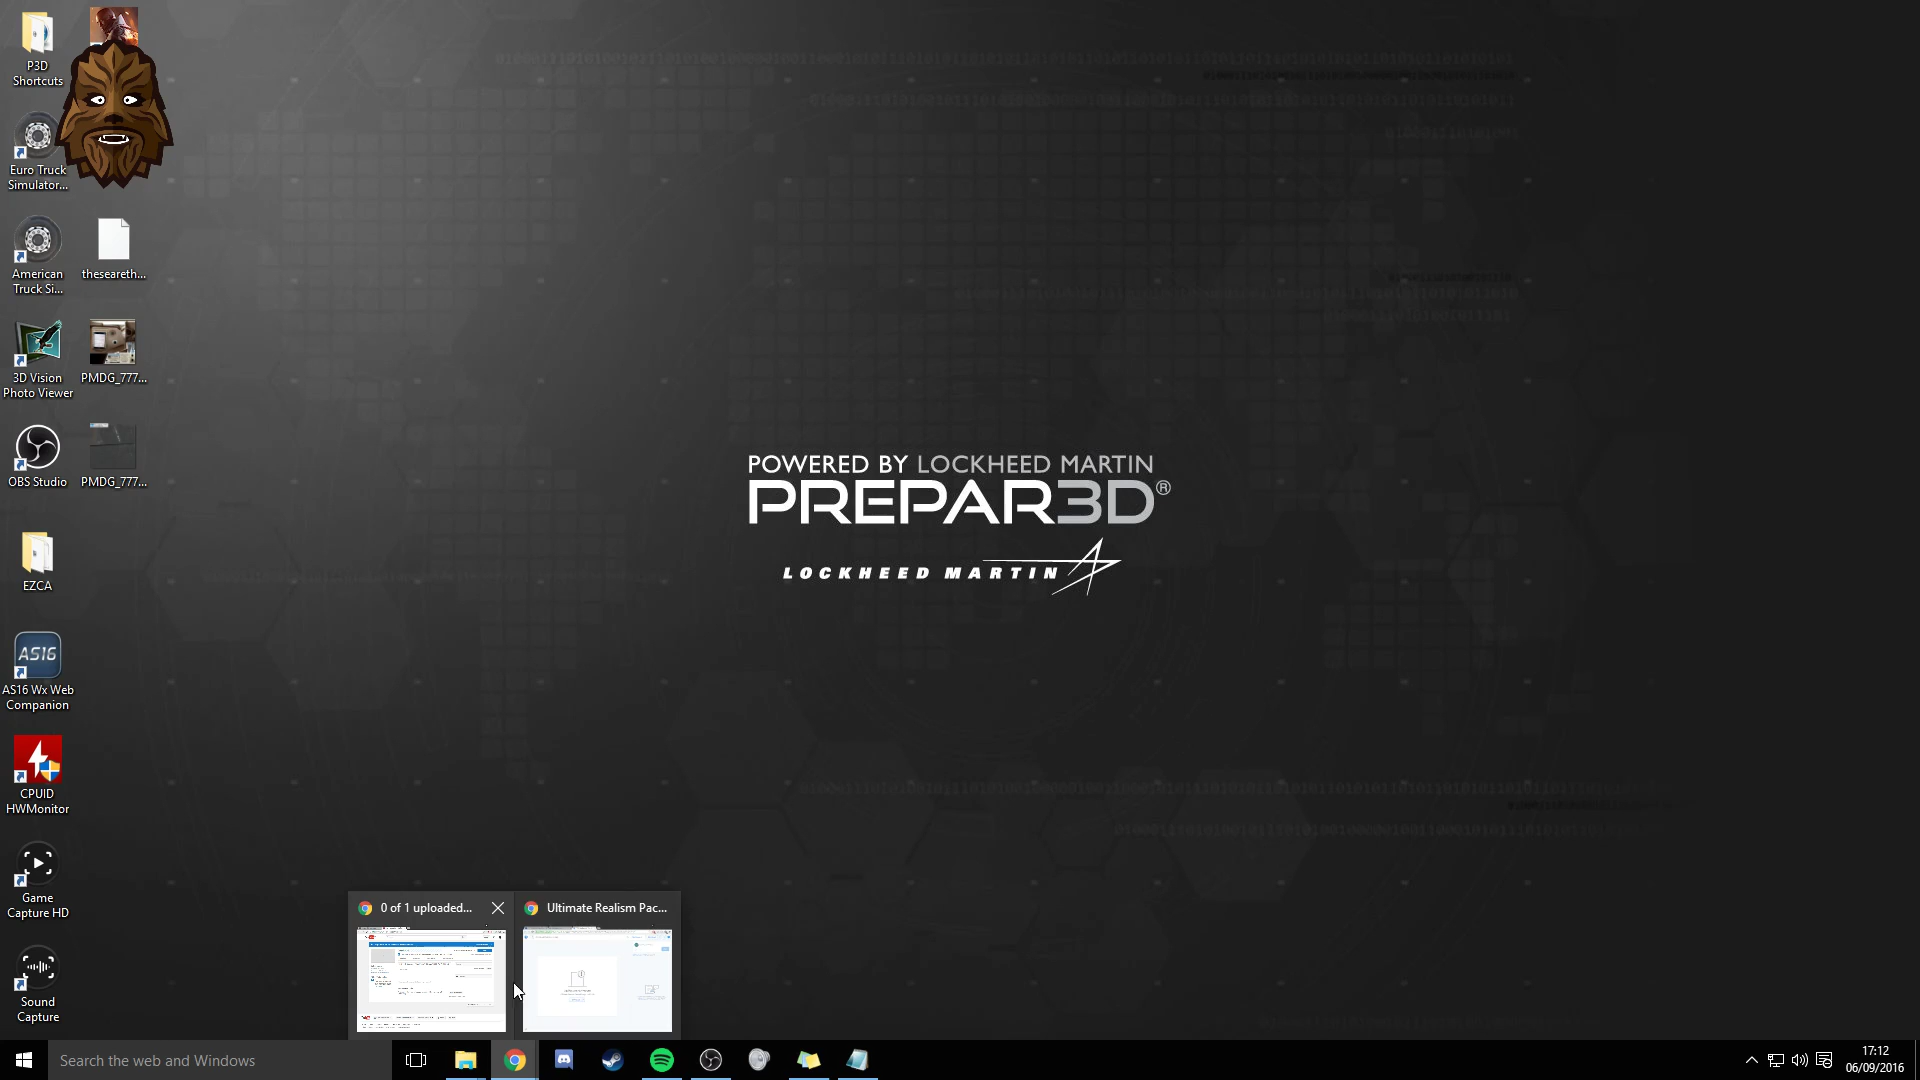 P3D
Shortcuts
Euro Truck
Simulator...
American
Truck Si...
theseareth...
3D Vision
Photo Viewer
PMDG_777...
OBS Studio
PMDG_777...
EZCA
AS16
AS16 Wx Web
Companion
CPUID
HWMonitor
Game
Capture HD
Sound
Capture
POWERED BY LOCKHEED MARTIN
PREPAR3D®
LOCKHEED MARTIN
0 of 1 uploaded...
Ultimate Realism Pac...
Search the web and Windows
17:12
06/09/2016